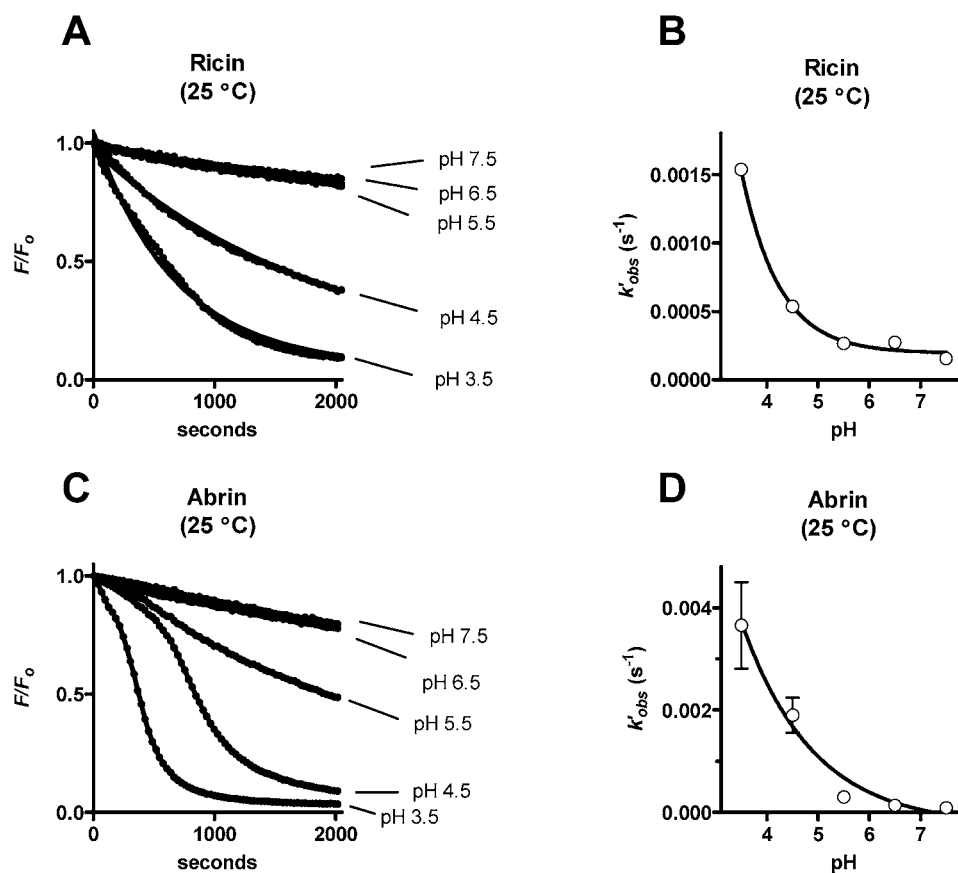 A
Ricin
(25 °C)
F/Fo
1.0
0.5
0.0
0
1000
2000
seconds
pH 7.5
pH 6.5
pH 5.5
pH 4.5
pH 3.5
B
Ricin
(25 °C)
k'obs (s-1)
0.0015
0.0010
0.0005
0.0000
4
5
6
7
pH
C
Abrin
(25 °C)
F/Fo
1.0
0.5
0.0
0
1000
2000
seconds
pH 7.5
pH 6.5
pH 5.5
pH 4.5
pH 3.5
D
Abrin
(25 °C)
k'obs (s-1)
0.004
0.002
0.000
4
5
6
7
pH